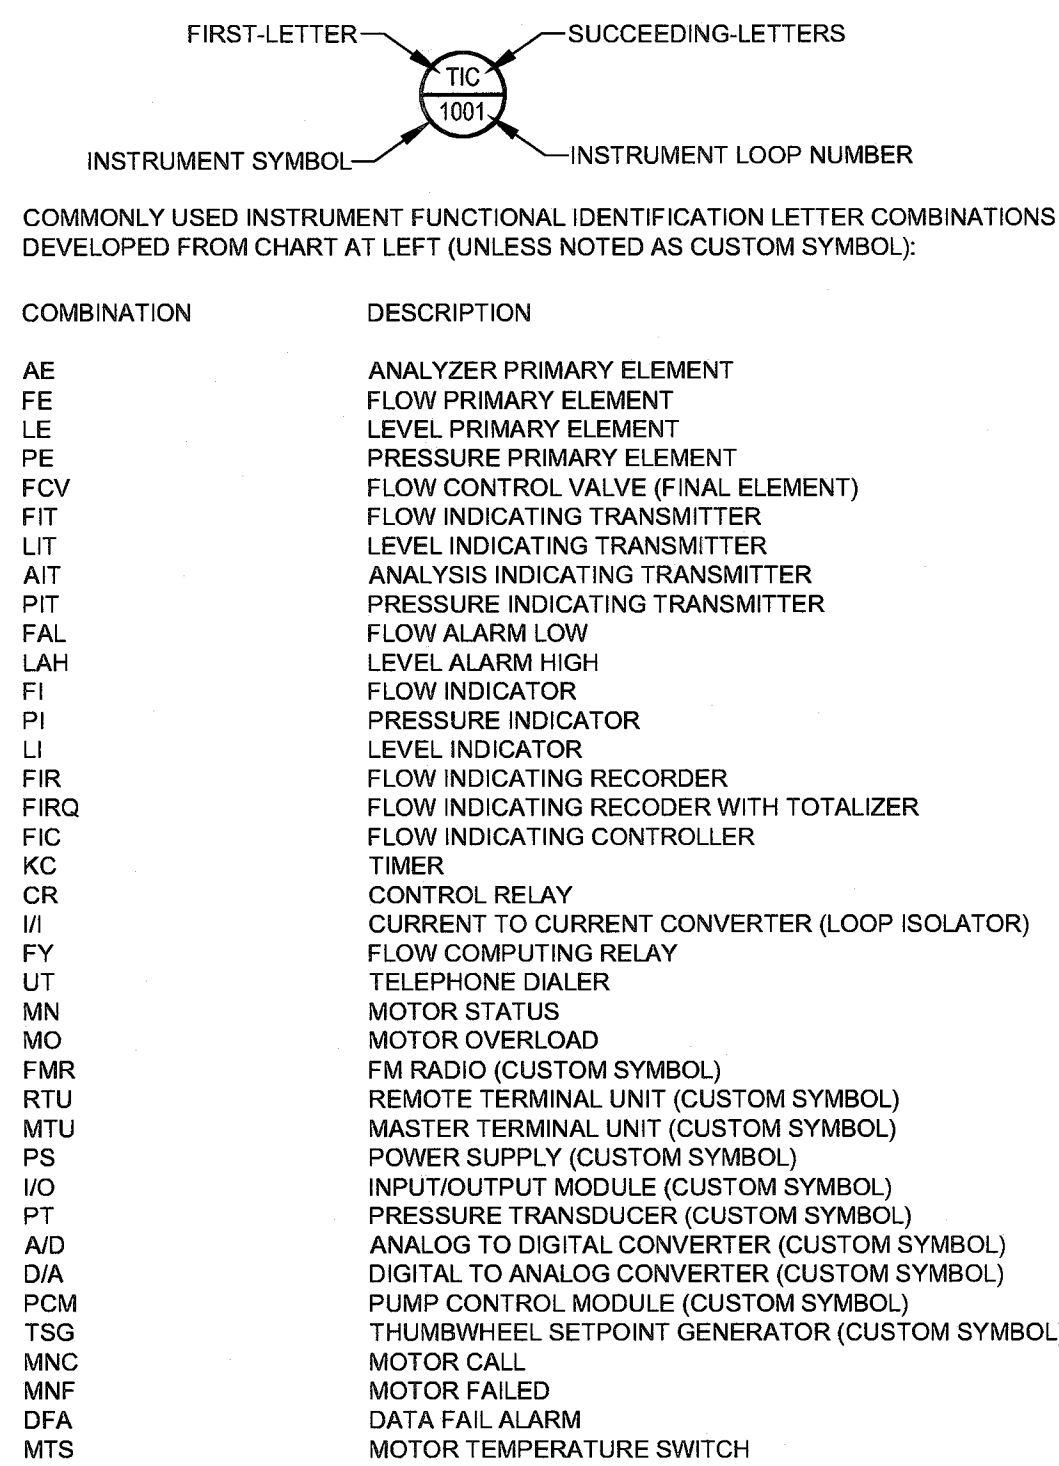 FIRST-LETTER SUCCEEDING-LETTERS
TIC
1001
INSTRUMENT SYMBOL INSTRUMENT LOOP NUMBER
COMMONLY USED INSTRUMENT FUNCTIONAL IDENTIFICATION LETTER COMBINATIONS
DEVELOPED FROM CHART AT LEFT (UNLESS NOTED AS CUSTOM SYMBOL):
COMBINATION DESCRIPTION
AE ANALYZER PRIMARY ELEMENT
FE FLOW PRIMARY ELEMENT
LE LEVEL PRIMARY ELEMENT
PE PRESSURE PRIMARY ELEMENT
FCV FLOW CONTROL VALVE (FINAL ELEMENT)
FIT FLOW INDICATING TRANSMITTER
LIT LEVEL INDICATING TRANSMITTER
AIT ANALYSIS INDICATING TRANSMITTER
PIT PRESSURE INDICATING TRANSMITTER
FAL FLOW ALARM LOW
LAH LEVEL ALARM HIGH
FI FLOW INDICATOR
PI PRESSURE INDICATOR
LI LEVEL INDICATOR
FIR FLOW INDICATING RECORDER
FIRQ FLOW INDICATING RECODER WITH TOTALIZER
FIC FLOW INDICATING CONTROLLER
KC TIMER
CR CONTROL RELAY
I/I CURRENT TO CURRENT CONVERTER (LOOP ISOLATOR)
FY FLOW COMPUTING RELAY
UT TELEPHONE DIALER
MN MOTOR STATUS
MO MOTOR OVERLOAD
FMR FM RADIO (CUSTOM SYMBOL)
RTU REMOTE TERMINAL UNIT (CUSTOM SYMBOL)
MTU MASTER TERMINAL UNIT (CUSTOM SYMBOL)
PS POWER SUPPLY (CUSTOM SYMBOL)
I/O INPUT/OUTPUT MODULE (CUSTOM SYMBOL)
PT PRESSURE TRANSDUCER (CUSTOM SYMBOL)
A/D ANALOG TO DIGITAL CONVERTER (CUSTOM SYMBOL)
D/A DIGITAL TO ANALOG CONVERTER (CUSTOM SYMBOL)
PCM PUMP CONTROL MODULE (CUSTOM SYMBOL)
TSG THUMBWHEEL SETPOINT GENERATOR (CUSTOM SYMBOL)
MNC MOTOR CALL
MNF MOTOR FAILED
DFA DATA FAIL ALARM
MTS MOTOR TEMPERATURE SWITCH